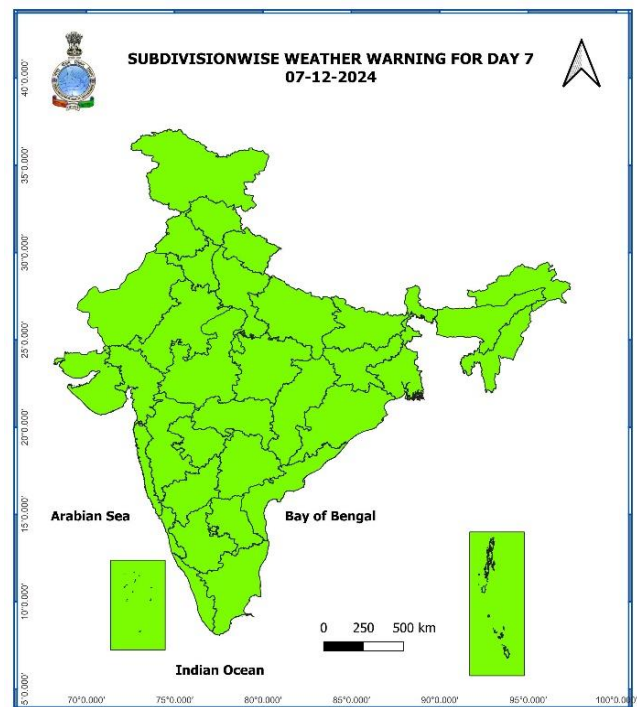 SUBDIVISIONWISE WEATHER WARNING FOR DAY 7
07-12-2024
40°0.000'
35°0.000'
30°0.000'
25°0.000'
20°0.000'
15°0.000'
10°0.000'
5°0.000'
Arabian Sea
Bay of Bengal
0 250 500 km
Indian Ocean
70°0.000' 75°0.000' 80°0.000' 85°0.000' 90°0.000' 95°0.000' 100°0.000'